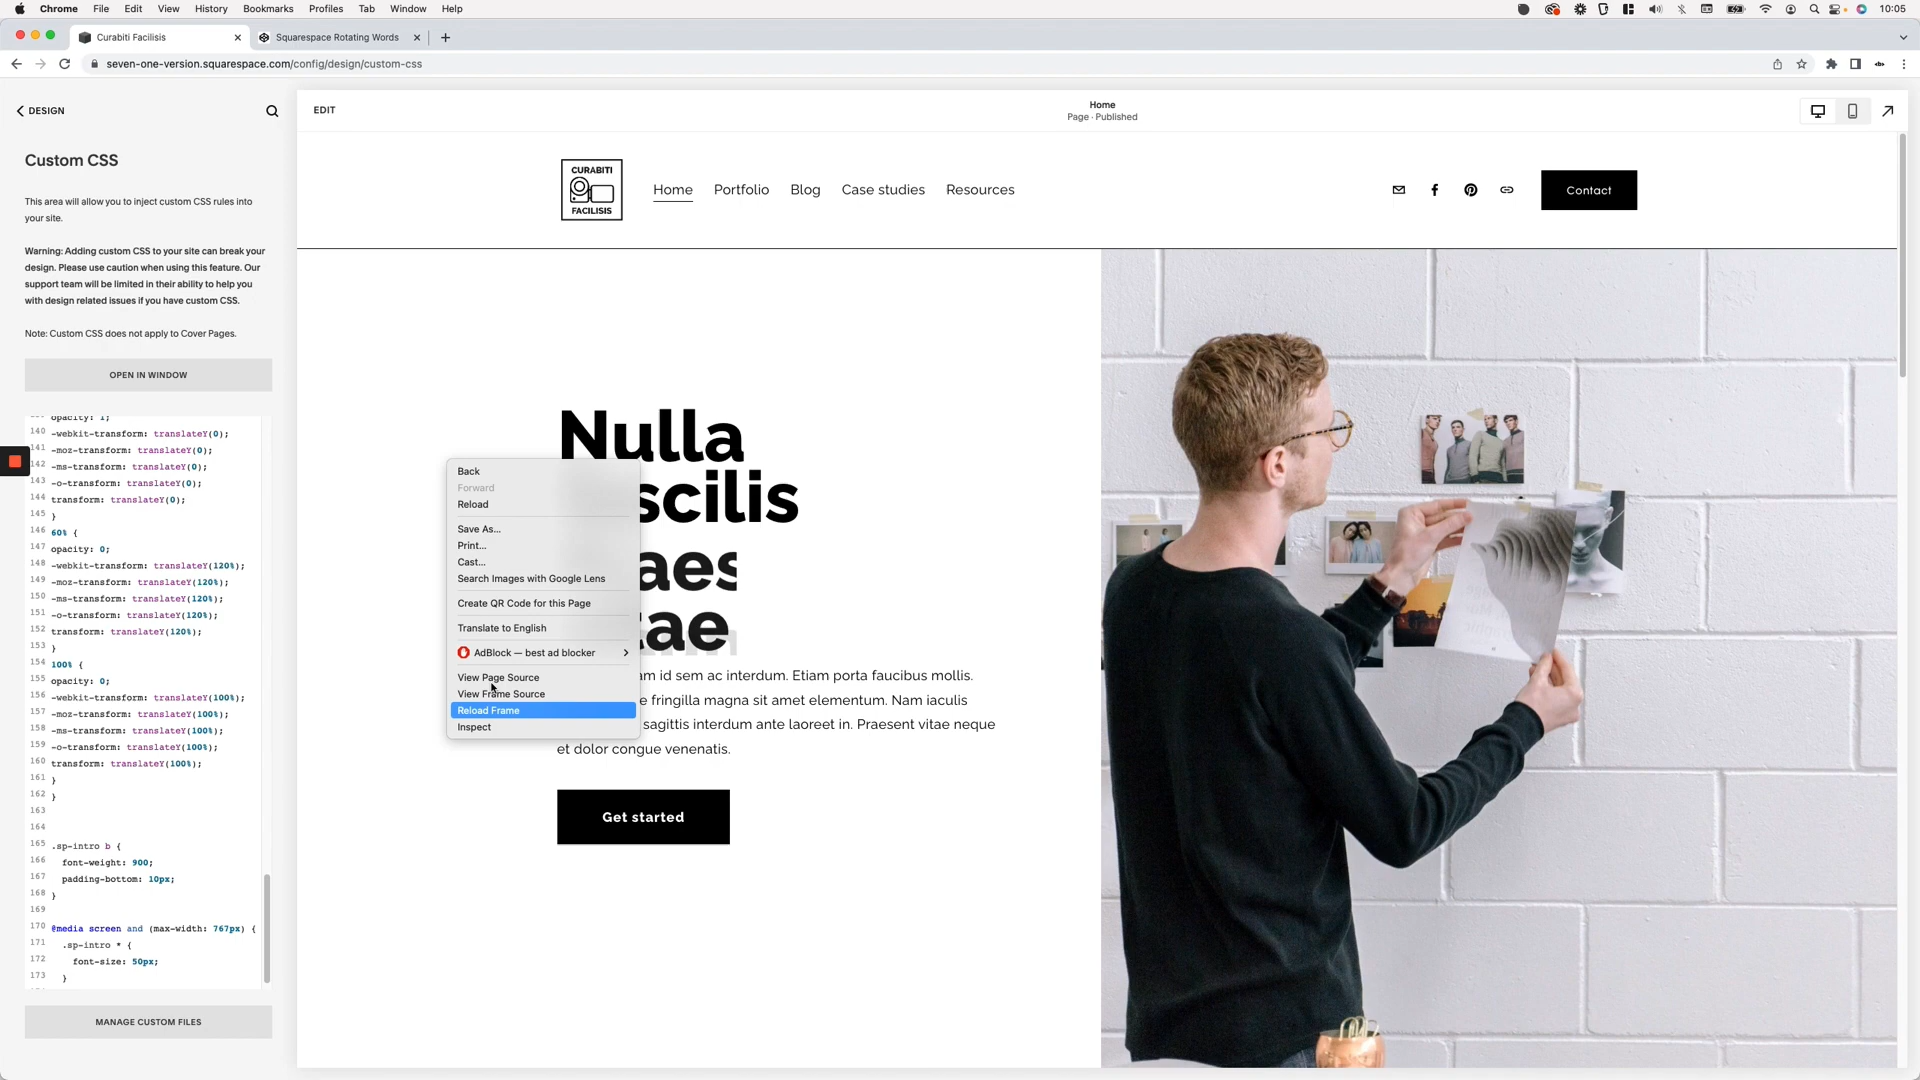 Chrome File Edit View History Bookmarks Profiles Tab Window Help 10:05
Curabiti Facilisis
Squarespace Rotating Words
seven-one-version.squarespace.com/config/design/custom-css
DESIGN
Custom CSS
This area will allow you to inject custom CSS rules into
your site.
Warning: Adding custom CSS to your site can break your
design. Please use caution when using this feature. Our
support team will be limited in their ability to help you
with design related issues if you have custom CSS.
Note: Custom CSS does not apply to Cover Pages.
OPEN IN WINDOW
opacity: 1;
140 -webkit-transform: translateY(0);
141 -moz-transform: translateY(0);
142 -ms-transform: translateY(0);
143 -o-transform: translateY(0);
144 transform: translateY(0);
145 }
146 60% {
147 opacity: 0;
148 -webkit-transform: translateY(120%);
149 -moz-transform: translateY(120%);
150 -ms-transform: translateY(120%);
151 -o-transform: translateY(120%);
152 transform: translateY(120%);
153 }
154 100% {
155 opacity: 0;
156 -webkit-transform: translateY(100%);
157 -moz-transform: translateY(100%);
158 -ms-transform: translateY(100%);
159 -o-transform: translateY(100%);
160 transform: translateY(100%);
161 }
162 }
163
164
165 .sp-intro b {
166 font-weight: 900;
167 padding-bottom: 10px;
168 }
169
170 @media screen and (max-width: 767px) {
171 .sp-intro * {
172 font-size: 50px;
173 }
MANAGE CUSTOM FILES
EDIT
Home
Page · Published
CURABITI
FACILISIS
Home Portfolio Blog Case studies Resources
Contact
Nulla
scilis
aes
tae
am id sem ac interdum. Etiam porta faucibus mollis.
e fringilla magna sit amet elementum. Nam iaculis
sagittis interdum ante laoreet in. Praesent vitae neque
et dolor congue venenatis.
Get started
Back
Forward
Reload
Save As...
Print...
Cast...
Search Images with Google Lens
Create QR Code for this Page
Translate to English
AdBlock — best ad blocker
View Page Source
View Frame Source
Reload Frame
Inspect